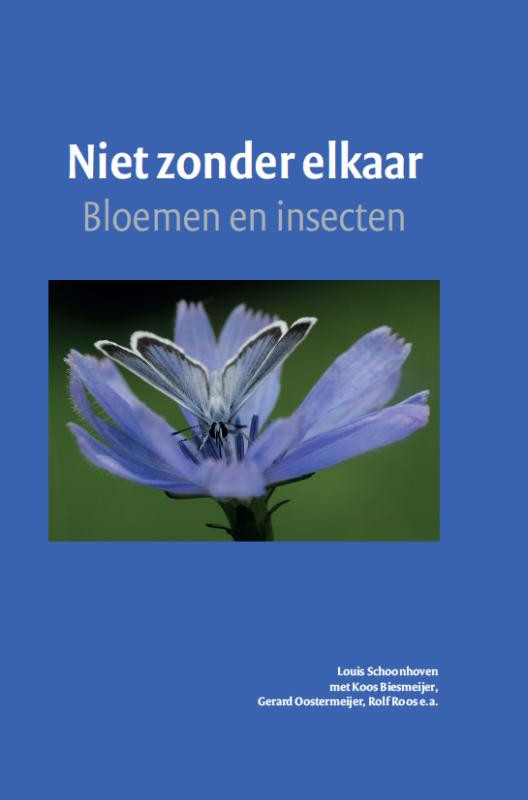 Niet zonder elkaar
Bloemen en insecten
Louis Schoonhoven
met Koos Biesmeijer,
Gerard Oostermeijer, Rolf Roos e.a.